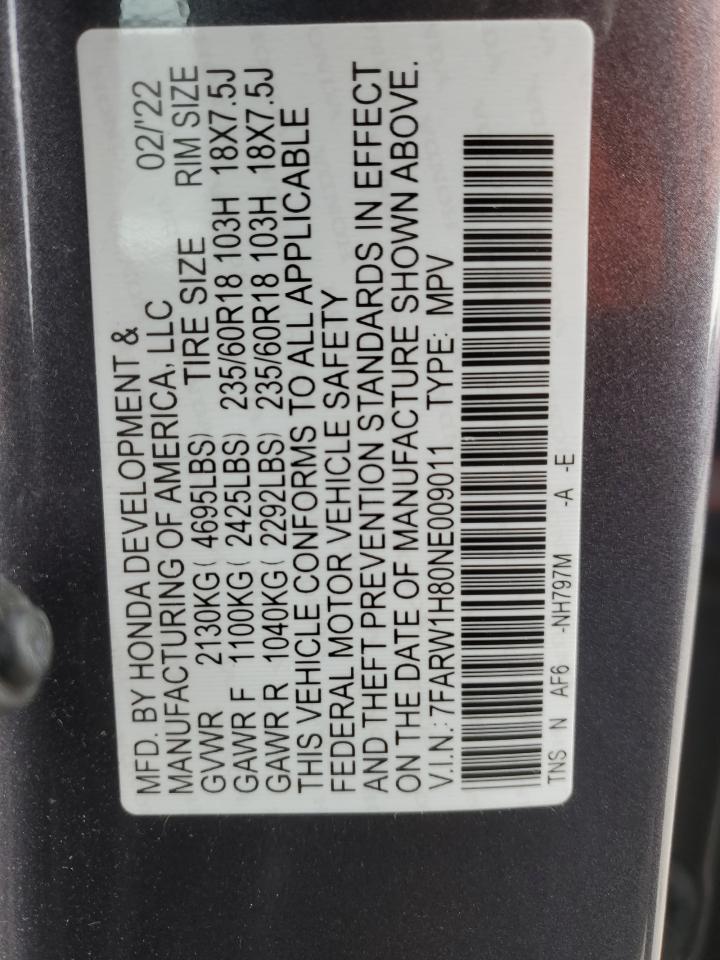 MFD. BY HONDA DEVELOPMENT & 02/'22
MANUFACTURING OF AMERICA, LLC
TIRE SIZE RIM SIZE
GVWR 2130KG( 4695LBS)
GAWR F 1100KG( 2425LBS) 235/60R18 103H 18X7.5J
GAWR R 1040KG( 2292LBS) 235/60R18 103H 18X7.5J
THIS VEHICLE CONFORMS TO ALL APPLICABLE
FEDERAL MOTOR VEHICLE SAFETY
AND THEFT PREVENTION STANDARDS IN EFFECT
ON THE DATE OF MANUFACTURE SHOWN ABOVE.
V.I.N.: 7FARW1H80NE009011 TYPE: MPV
TNS N AF6 -NH797M -A -E